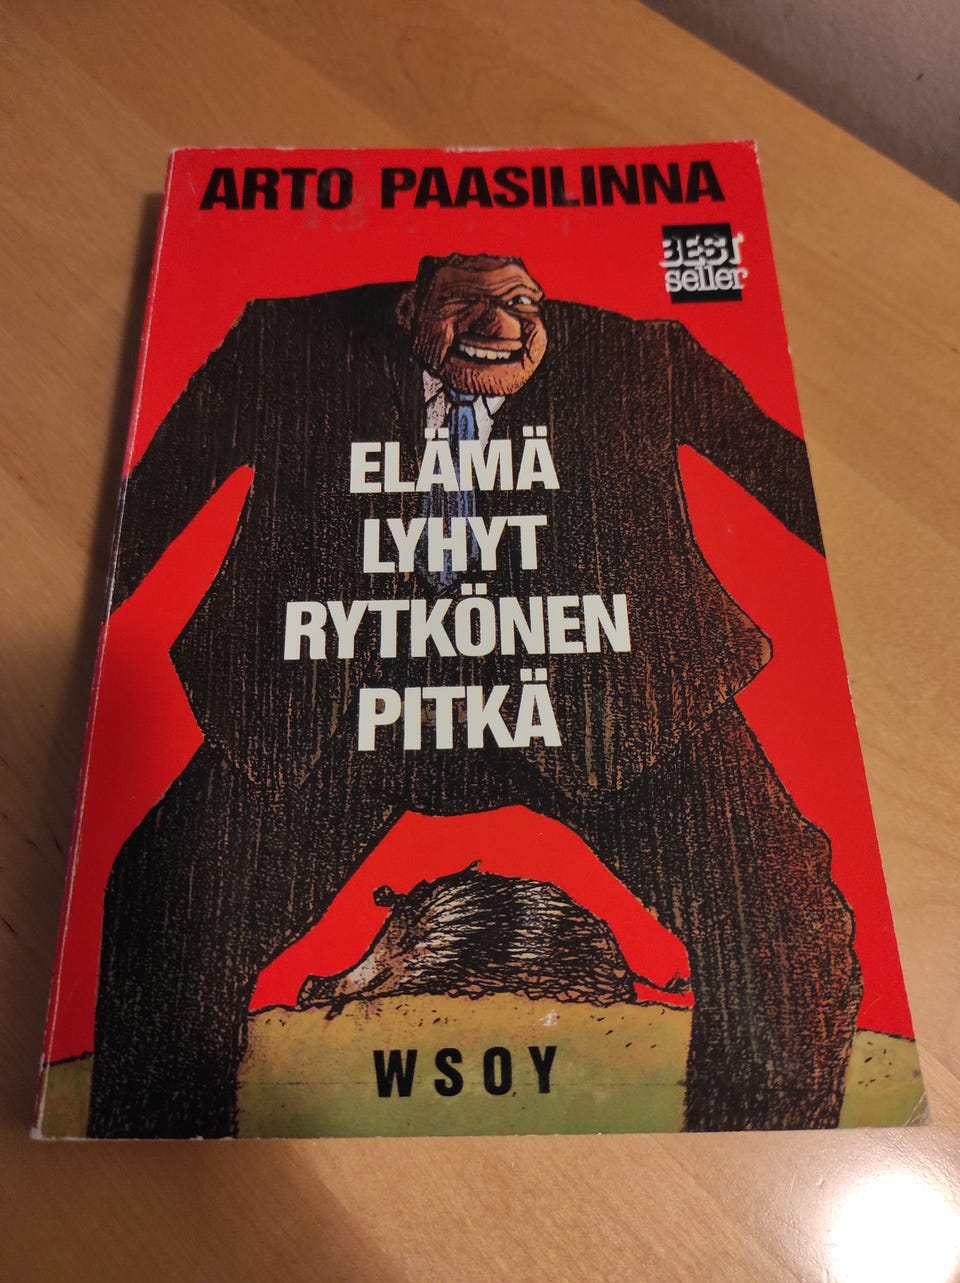 ARTO PAASILINNA
BEST
seller
ELÄMÄ
LYHYT
RYTKÖNEN
PITKÄ
WSOY